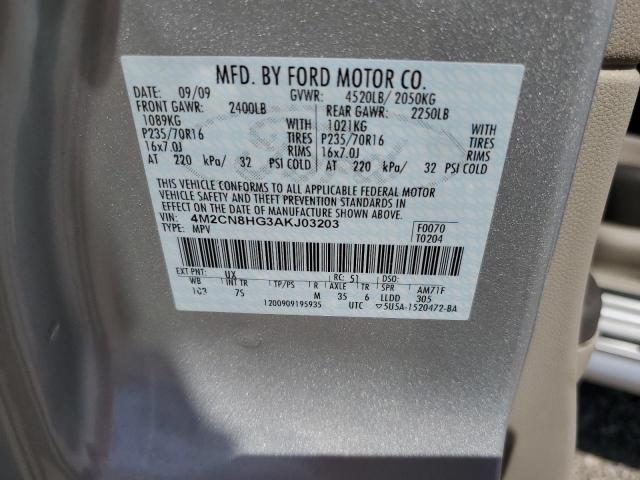 MFD. BY FORD MOTOR CO.
DATE: 09/09 GVWR: 4520LB/ 2050KG
FRONT GAWR: 2400LB REAR GAWR: 2250LB
1089KG WITH 1021KG WITH
P235/70R16 TIRES P235/70R16 TIRES
16x7.0J RIMS 16x7.0J RIMS
AT 220 kPa/ 32 PSI COLD AT 220 kPa/ 32 PSI COLD
THIS VEHICLE CONFORMS TO ALL APPLICABLE FEDERAL MOTOR
VEHICLE SAFETY AND THEFT PREVENTION STANDARDS IN
EFFECT ON THE DATE OF MANUFACTURE SHOWN ABOVE.
VIN: 4M2CN8HG3AKJ03203 F0070
TYPE: MPV T0204
EXT PNT: UX RC: 51 DSO:
WB INT TR TP/PS R AXLE TR SPR AM71F
103 7S M 35 6 LLDD 305
1200909195935 UTC ▽5U5A-1520472-BA